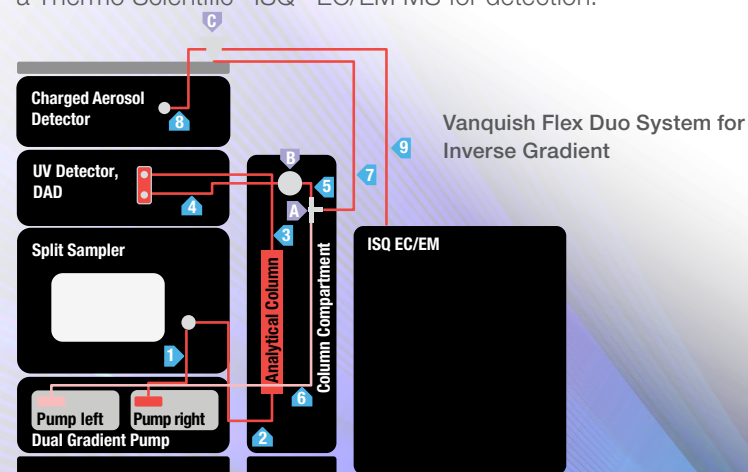 a Thermo Scientific™ ISQ™ EC/EM MS for detection.
C
Charged Aerosol
Detector
8
Vanquish Flex Duo System for
Inverse Gradient
9
7
UV Detector,
DAD
4
B
5
A
3
Split Sampler
ISQ EC/EM
Analytical Column
Column Compartment
1
6
Pump left
Pump right
Dual Gradient Pump
2